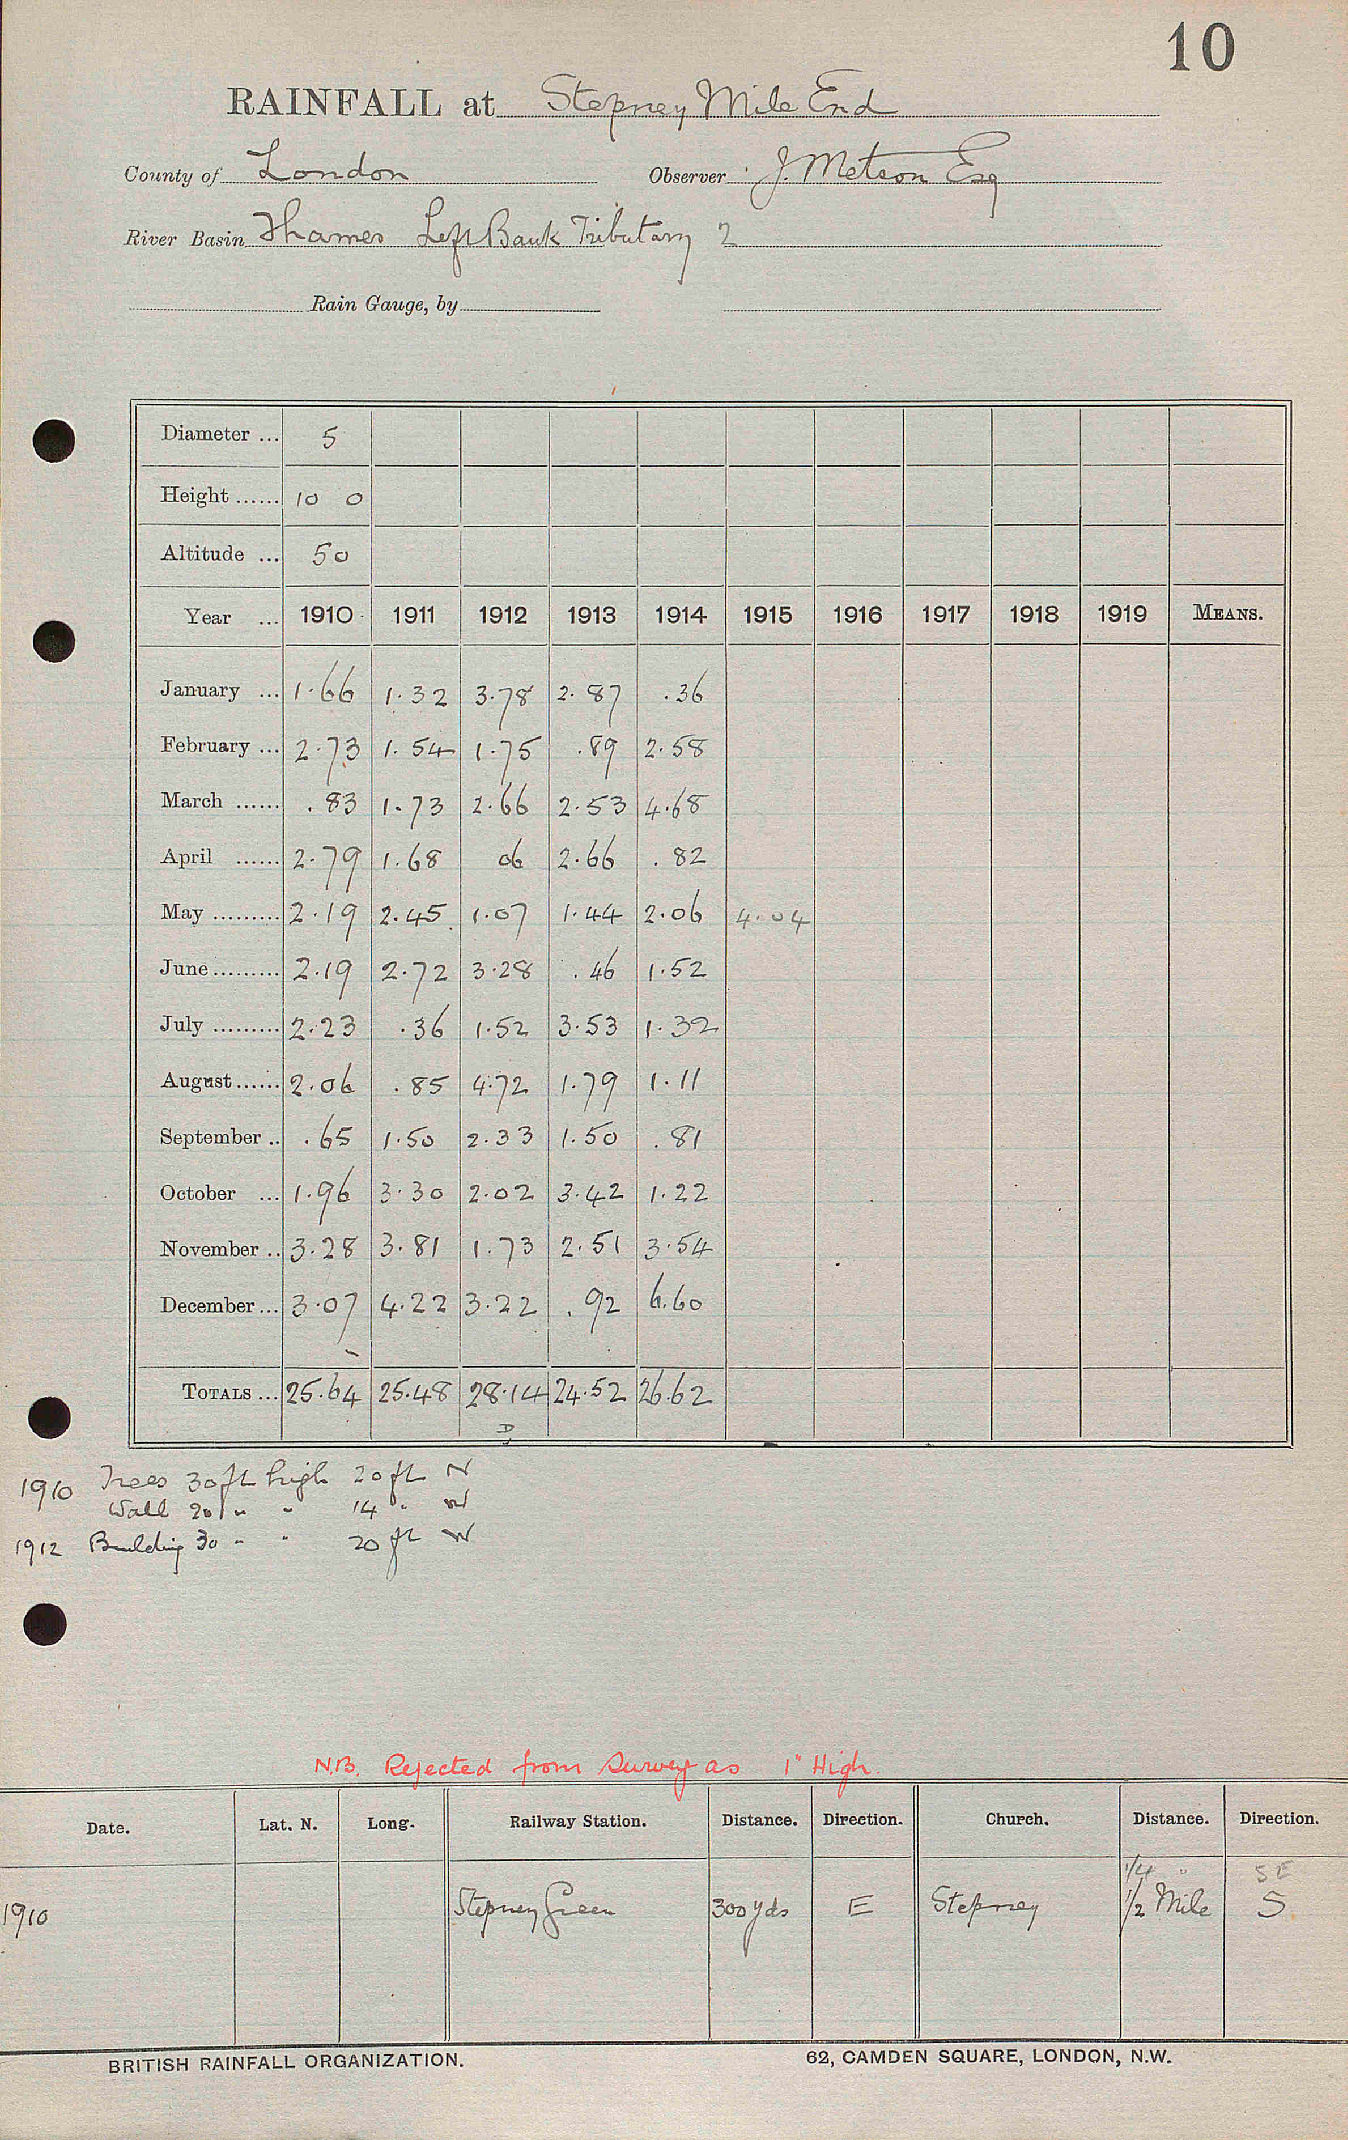 10
RAINFALL at Stepney Mile End
County of London Observer J. Metson Esq
River Basin Thames Left Bank Tributary 2
Rain Gauge, by
Diameter ... 5
Height ...... 10 0
Altitude ... 50
Year ... 1910 1911 1912 1913 1914 1915 1916 1917 1918 1919 MEANS.
January ... 1.66 1.32 3.78 2.87 .36
February ... 2.73 1.54 1.75 .89 2.58
March ...... .83 1.73 2.66 2.53 4.68
April ...... 2.79 1.68 06 2.66 .82
May ......... 2.19 2.45 1.07 1.44 2.06 4.04
June ......... 2.19 2.72 3.28 .46 1.52
July ......... 2.23 .36 1.52 3.53 1.32
August ...... 2.06 .85 4.72 1.79 1.11
September .. .65 1.50 2.33 1.50 .81
October ... 1.96 3.30 2.02 3.42 1.22
November .. 3.28 3.81 1.73 2.51 3.54
December ... 3.07 4.22 3.22 .92 6.60
TOTALS ... 25.64 25.48 28.14 24.52 26.62
D
1910 Trees 30 ft high 20 ft N
Wall 20 " " 14 " W
1912 Building 30 " " 20 ft W
N.B. Rejected from Survey as 1" High.
Date. Lat. N. Long. Railway Station. Distance. Direction. Church. Distance. Direction.
1/4 " SE
1910 Stepney Green 300 yds E Stepney 1/2 Mile S
BRITISH RAINFALL ORGANIZATION. 62, CAMDEN SQUARE, LONDON, N.W.